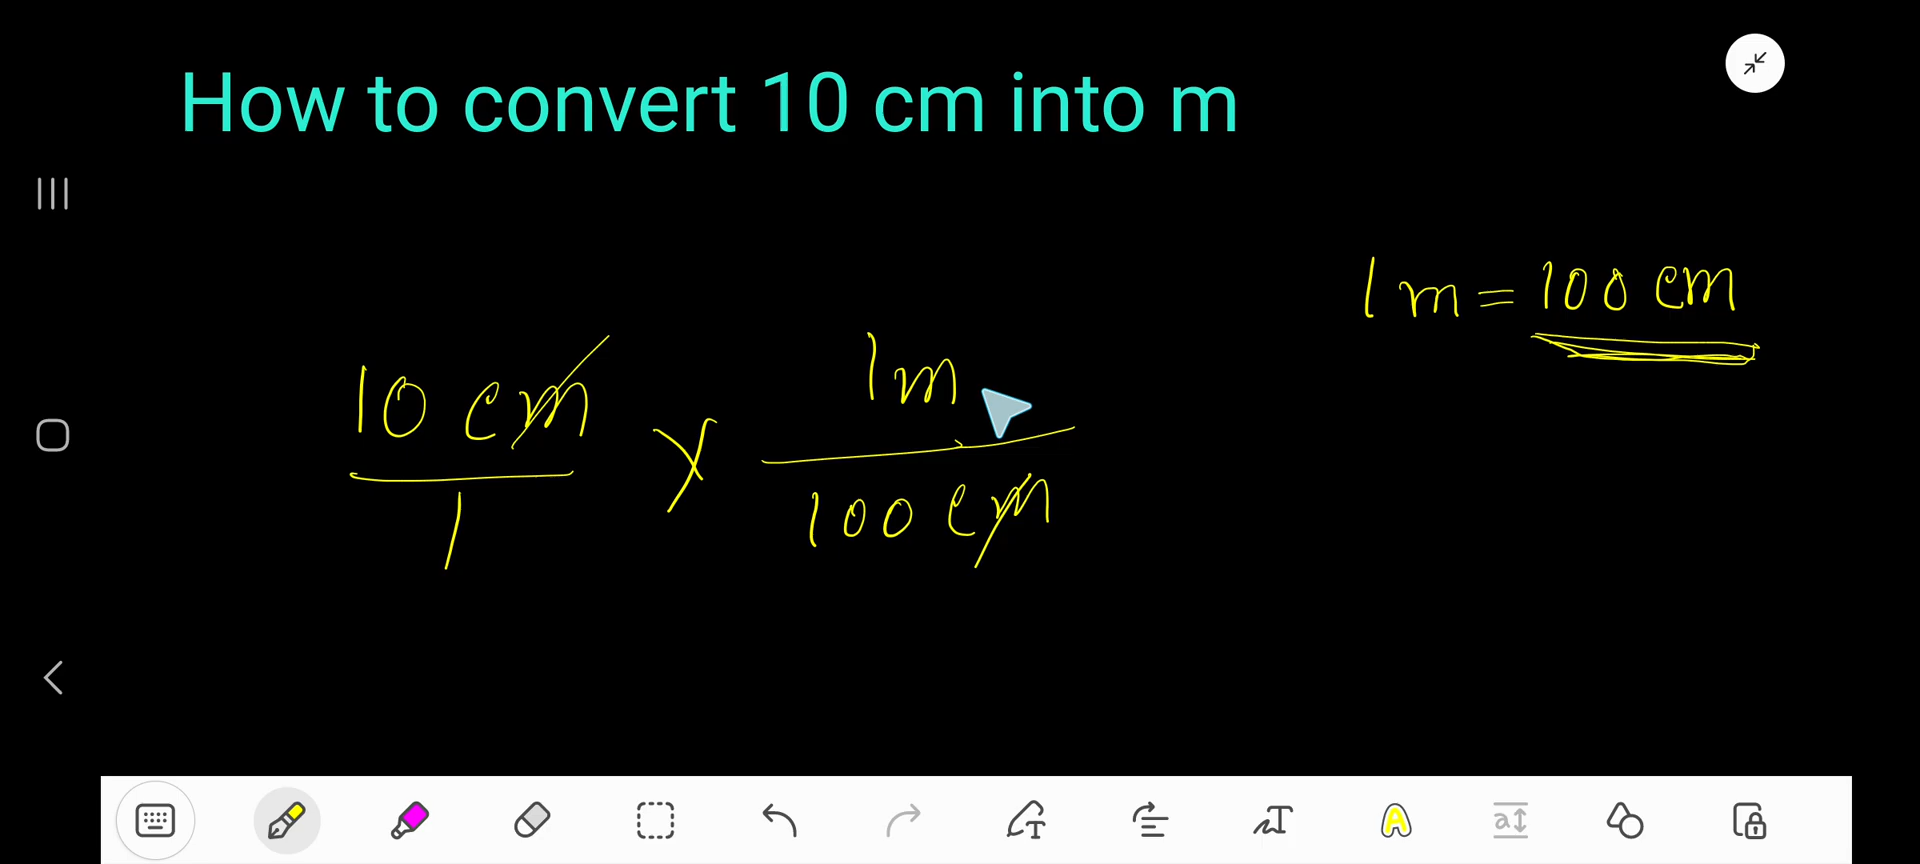 How to convert 10 cm into m
1 m = 100 cm
10 cm × 1m
1 100 cm